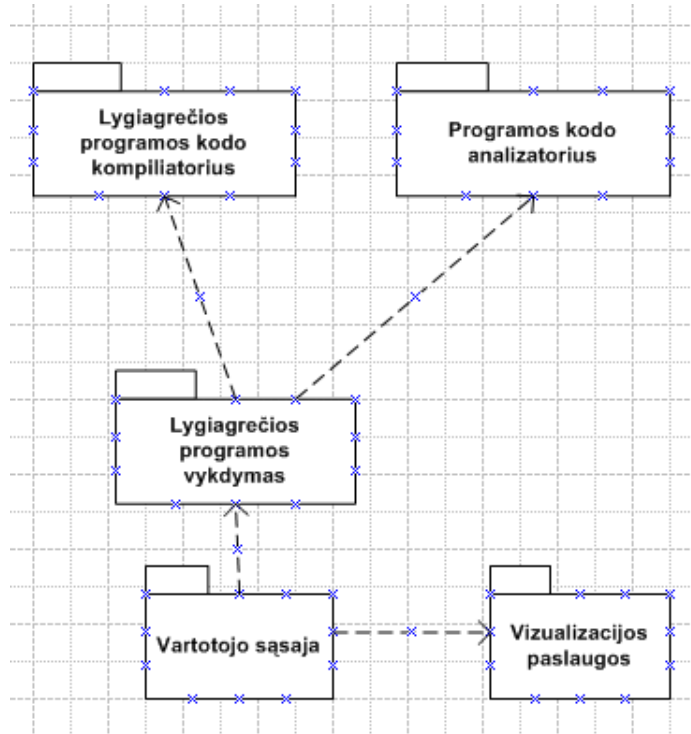 Lygiagrečios
programos kodo
kompiliatorius
Programos kodo
analizatorius
Lygiagrečios
programos
vykdymas
Vartotojo sąsaja
Vizualizacijos
paslaugos